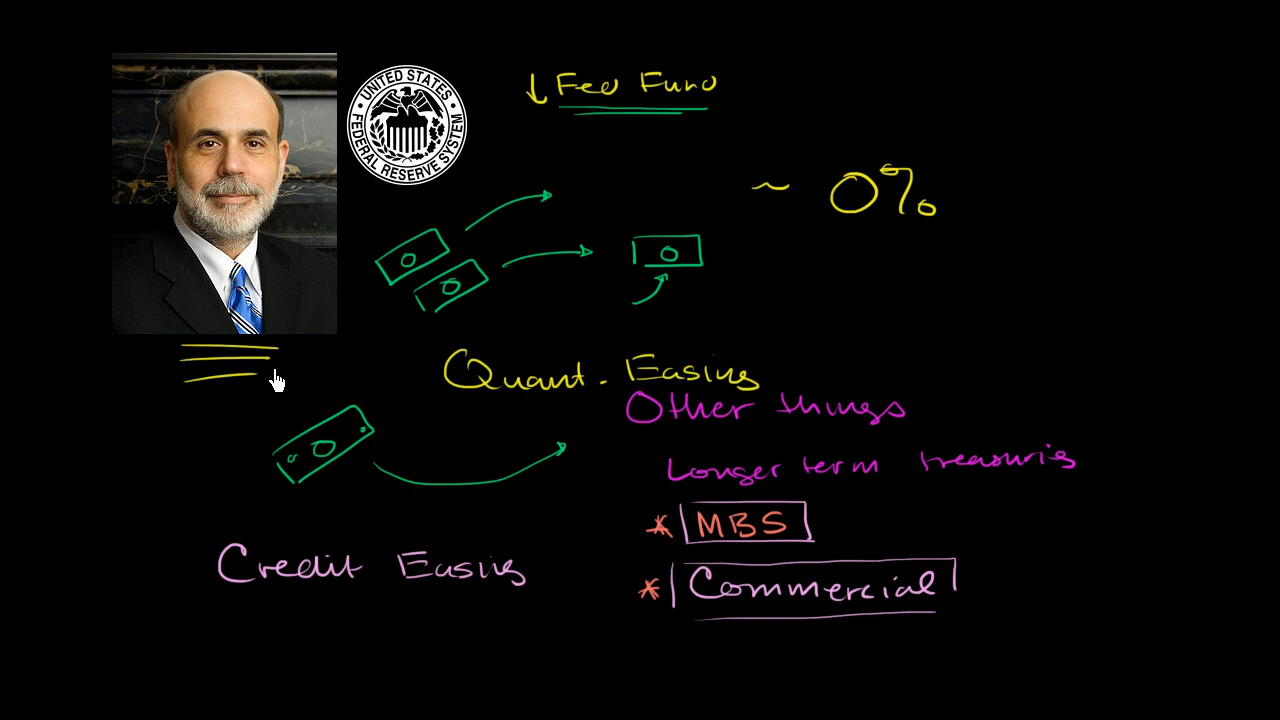 UNITED STATES
FEDERAL RESERVE SYSTEM
↓ Fed Fund
~ 0%
Quant. Easing
Other things
Longer term treasuries
* MBS
Credit Easing
* Commercial